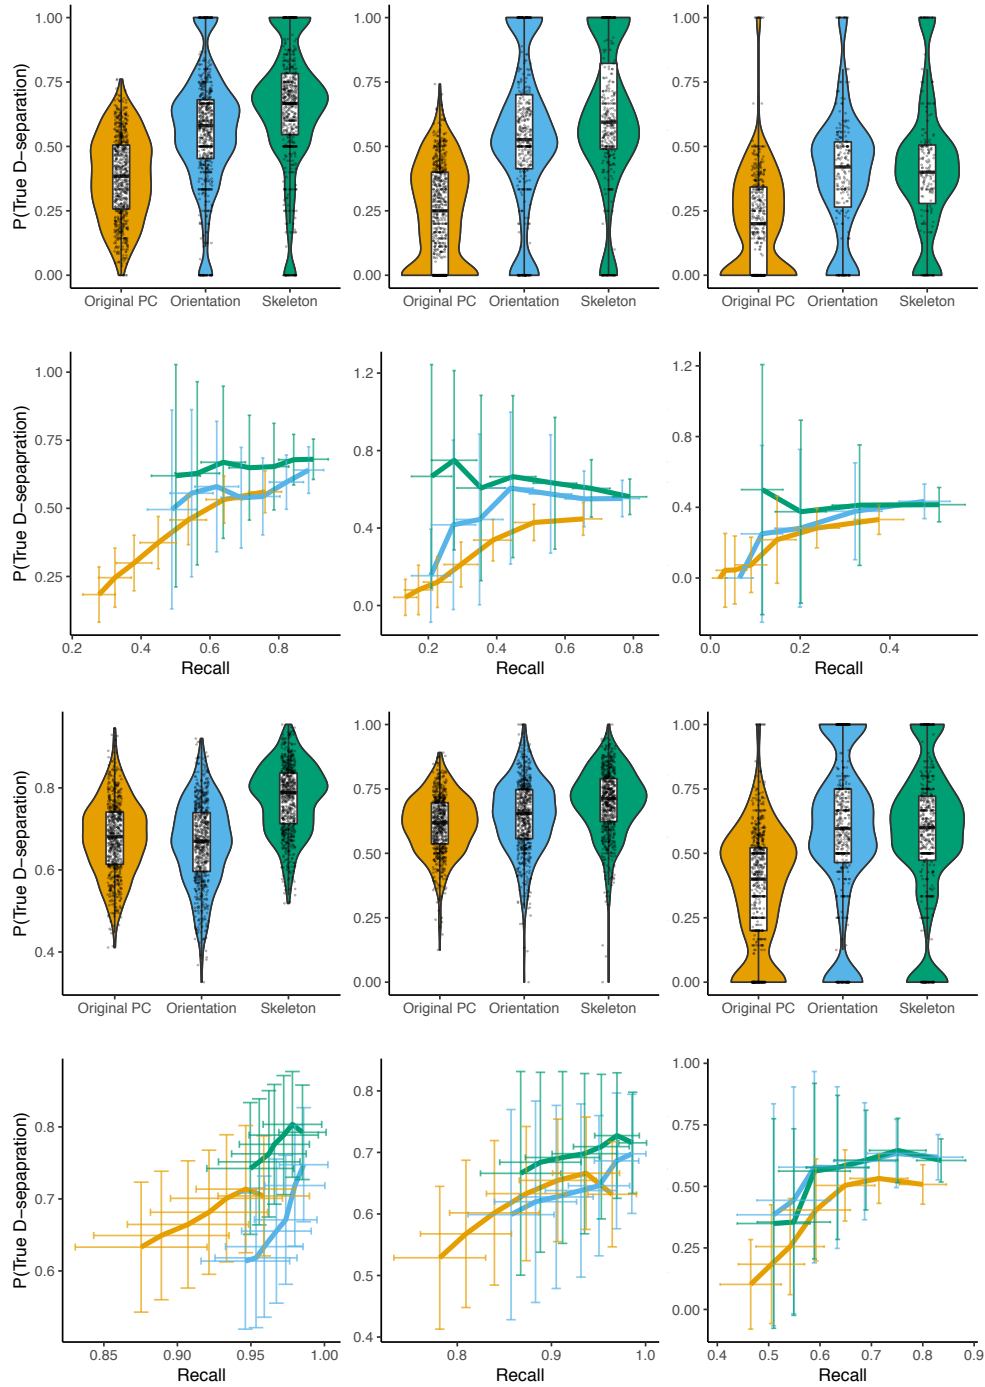 P(True D−separation)
1.00
0.75
0.50
0.25
0.00
Original PC Orientation Skeleton
1.00
0.75
0.50
0.25
0.00
Original PC Orientation Skeleton
1.00
0.75
0.50
0.25
0.00
Original PC Orientation Skeleton
P(True D−sepapration)
1.00
0.75
0.50
0.25
0.2 0.4 0.6 0.8
Recall
1.2
0.8
0.4
0.0
0.2 0.4 0.6 0.8
Recall
1.2
0.8
0.4
0.0
0.0 0.2 0.4
Recall
P(True D−separation)
0.8
0.6
0.4
Original PC Orientation Skeleton
1.00
0.75
0.50
0.25
0.00
Original PC Orientation Skeleton
1.00
0.75
0.50
0.25
0.00
Original PC Orientation Skeleton
P(True D−sepapration)
0.8
0.7
0.6
0.85 0.90 0.95 1.00
Recall
0.8
0.7
0.6
0.5
0.4
0.8 0.9 1.0
Recall
1.00
0.75
0.50
0.25
0.00
0.4 0.5 0.6 0.7 0.8 0.9
Recall